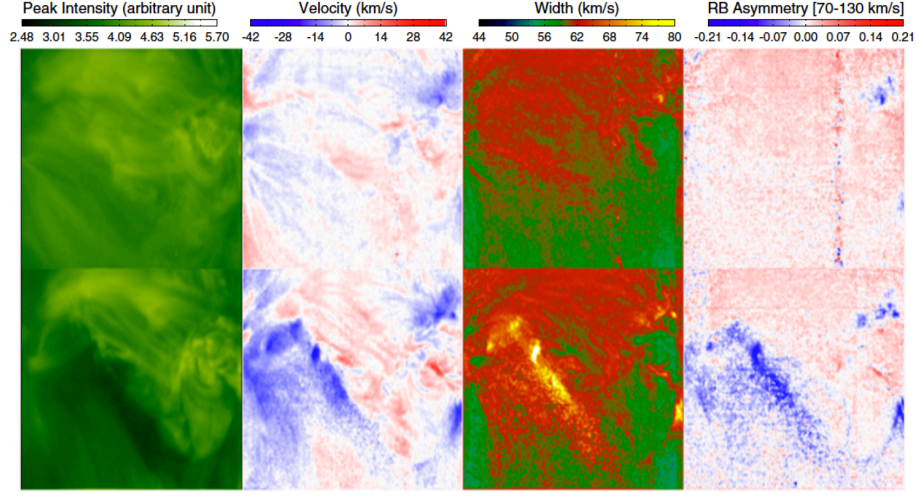 Peak Intensity (arbitrary unit) Velocity (km/s) Width (km/s) RB Asymmetry [70-130 km/s]
2.48 3.01 3.55 4.09 4.63 5.16 5.70 -42 -28 -14 0 14 28 42 44 50 56 62 68 74 80 -0.21 -0.14 -0.07 0.00 0.07 0.14 0.21